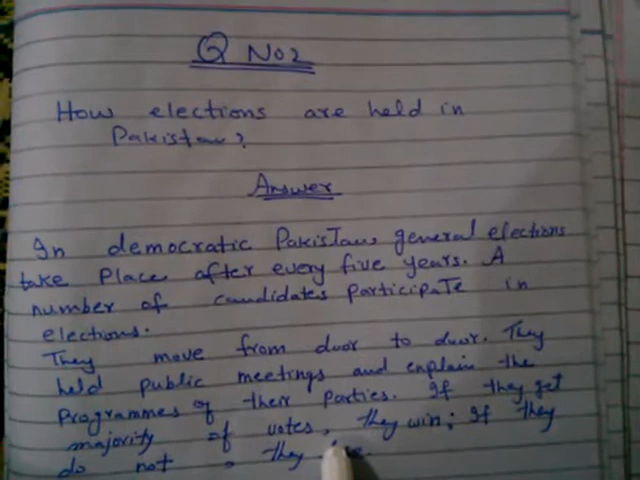 Q No2
How elections are held in
Pakistan?
Answer
In democratic Pakistan, general elections
take Place after every five years. A
number of candidates participate in
elections.
They move from door to door. They
held public meetings and explain the
Programmes of their parties. If they get
majority of votes, they win; If they
do not, they